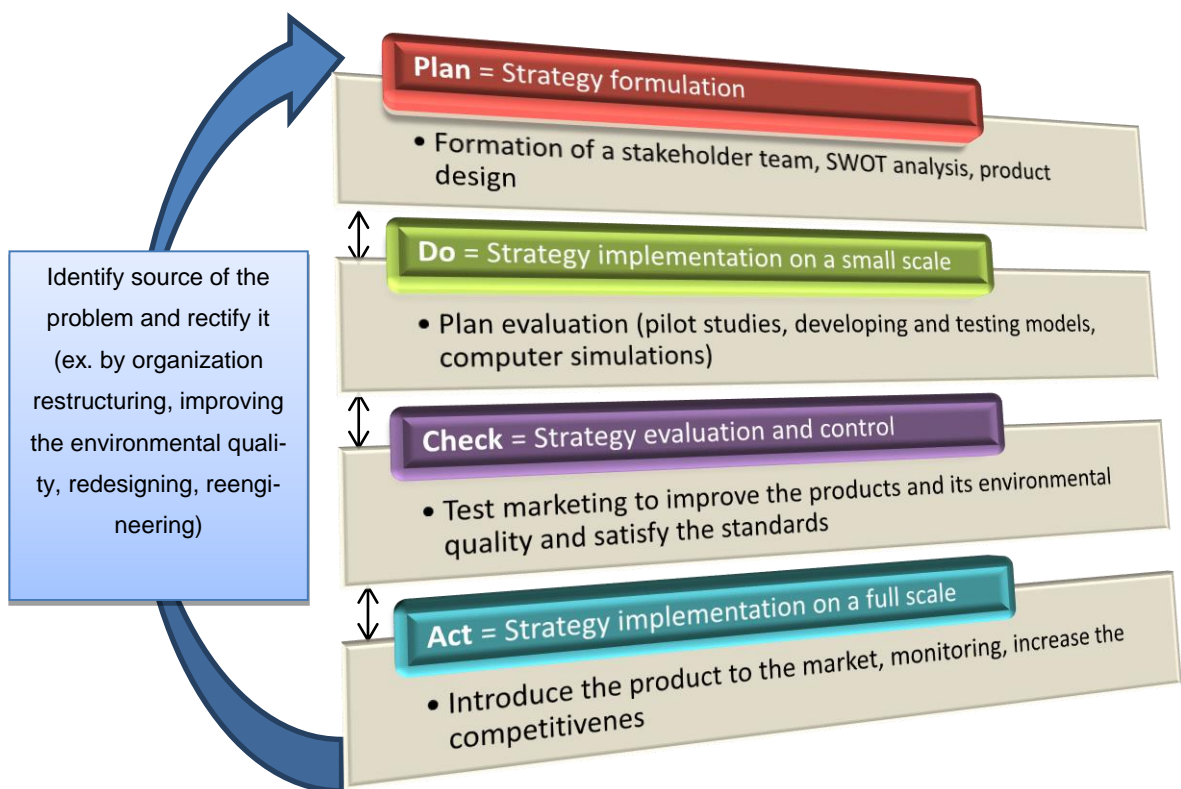 Plan = Strategy formulation
• Formation of a stakeholder team, SWOT analysis, product
design
Do = Strategy implementation on a small scale
• Plan evaluation (pilot studies, developing and testing models,
computer simulations)
Check = Strategy evaluation and control
• Test marketing to improve the products and its environmental
quality and satisfy the standards
Act = Strategy implementation on a full scale
• Introduce the product to the market, monitoring, increase the
competitivenes
Identify source of the
problem and rectify it
(ex. by organization
restructuring, improving
the environmental quali-
ty, redesigning, reengi-
neering)